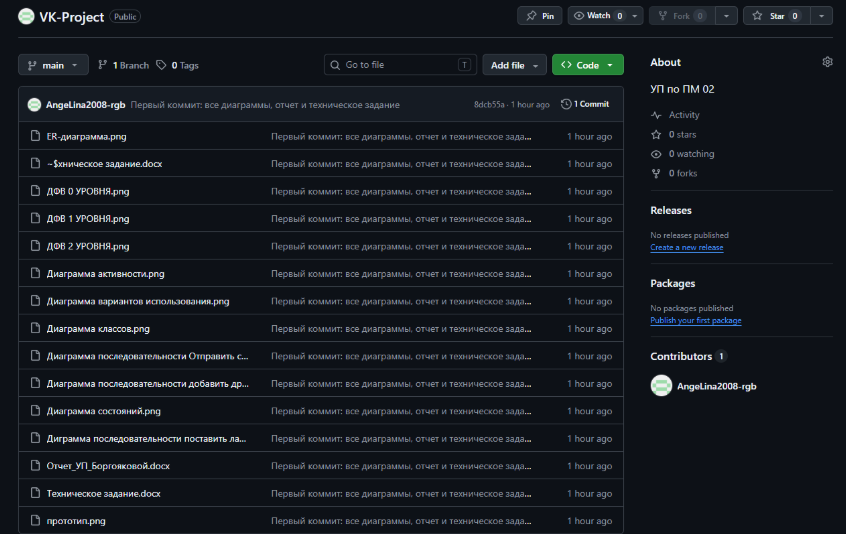 VK-Project Public
Pin
Watch 0
Fork 0
Star 0
main
1 Branch
0 Tags
Go to file T
Add file
Code
AngeLina2008-rgb Первый коммит: все диаграммы, отчет и техническое задание 8dcb55a · 1 hour ago 1 Commit
ER-диаграмма.png Первый коммит: все диаграммы, отчет и техническое зада... 1 hour ago
~$хническое задание.docx Первый коммит: все диаграммы, отчет и техническое зада... 1 hour ago
ДФВ 0 УРОВНЯ.png Первый коммит: все диаграммы, отчет и техническое зада... 1 hour ago
ДФВ 1 УРОВНЯ.png Первый коммит: все диаграммы, отчет и техническое зада... 1 hour ago
ДФВ 2 УРОВНЯ.png Первый коммит: все диаграммы, отчет и техническое зада... 1 hour ago
Диаграмма активности.png Первый коммит: все диаграммы, отчет и техническое зада... 1 hour ago
Диаграмма вариантов использования.png Первый коммит: все диаграммы, отчет и техническое зада... 1 hour ago
Диаграмма классов.png Первый коммит: все диаграммы, отчет и техническое зада... 1 hour ago
Диаграмма последовательности Отправить с... Первый коммит: все диаграммы, отчет и техническое зада... 1 hour ago
Диаграмма последовательности добавить др... Первый коммит: все диаграммы, отчет и техническое зада... 1 hour ago
Диаграмма состояний.png Первый коммит: все диаграммы, отчет и техническое зада... 1 hour ago
Диграмма последовательности поставить ла... Первый коммит: все диаграммы, отчет и техническое зада... 1 hour ago
Отчет_УП_Боргояковой.docx Первый коммит: все диаграммы, отчет и техническое зада... 1 hour ago
Техническое задание.docx Первый коммит: все диаграммы, отчет и техническое зада... 1 hour ago
прототип.png Первый коммит: все диаграммы, отчет и техническое зада... 1 hour ago
About
УП по ПМ 02
Activity
0 stars
0 watching
0 forks
Releases
No releases published
Create a new release
Packages
No packages published
Publish your first package
Contributors 1
AngeLina2008-rgb